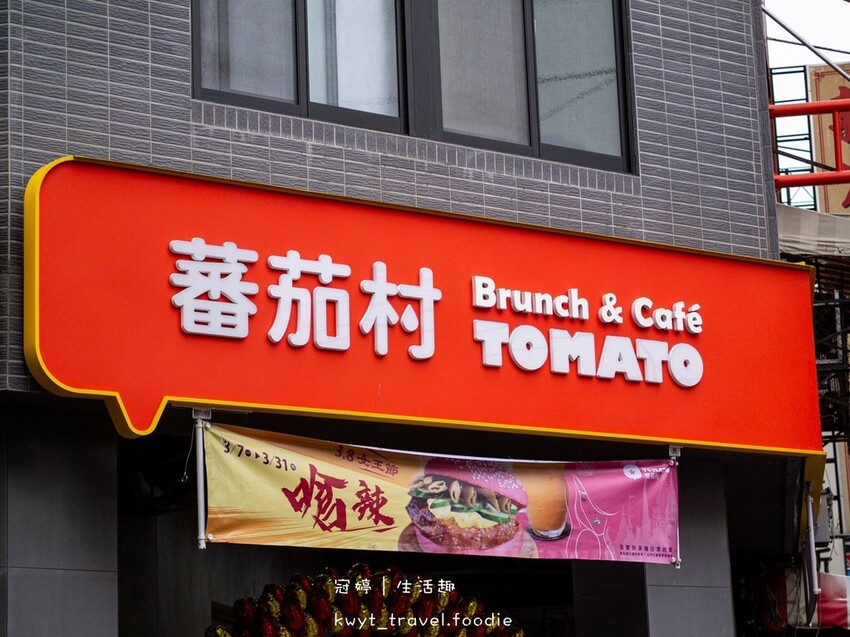 蕃茄村
Brunch & Café
TOMATO
3/7 ▸ 3/31
3.8 女王節
嗆辣
冠婷｜生活趣
kwyt_travel.foodie